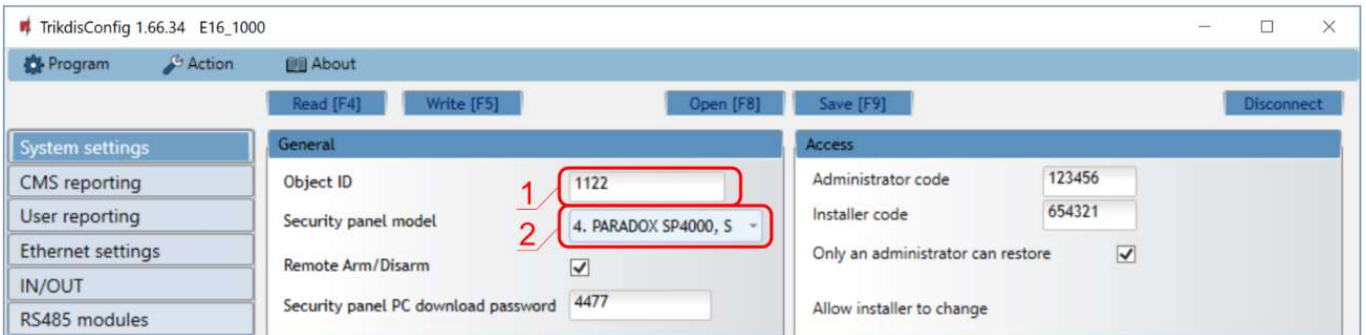 TrikdisConfig 1.66.34 E16_1000
Program Action About
Read [F4] Write [F5] Open [F8] Save [F9] Disconnect
System settings
CMS reporting
User reporting
Ethernet settings
IN/OUT
RS485 modules
General
Object ID 1 1122
Security panel model 2 4. PARADOX SP4000, S
Remote Arm/Disarm
Security panel PC download password 4477
Access
Administrator code 123456
Installer code 654321
Only an administrator can restore
Allow installer to change